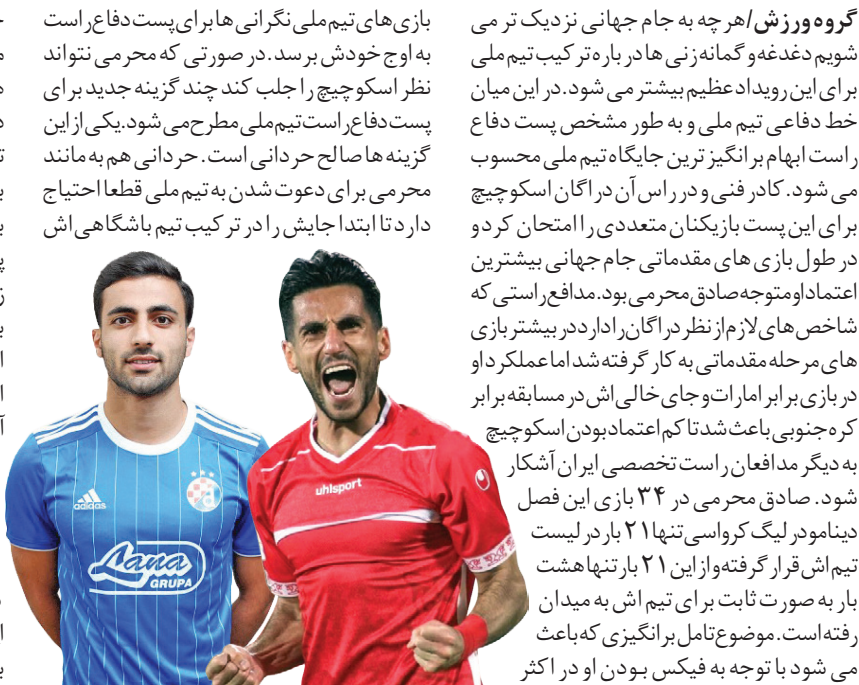 گروه ورزش/هر چه به جام جهانی نزدیک تر می
شویم دغدغه و گمانه زنی ها درباره ترکیب تیم ملی
برای این رویداد عظیم بیشتر می شود. در این میان
خط دفاعی تیم ملی و به طور مشخص پست دفاع
راست ابهام برانگیز ترین جایگاه تیم ملی محسوب
می شود. کادر فنی و در راس آن دراگان اسکوچیچ
برای این پست بازیکنان متعددی را امتحان کرد و
در طول بازی های مقدماتی جام جهانی بیشترین
اعتماد او متوجه صادق محرمی بود. مدافع راستی که
شاخص های لازم از نظر دراگان را دارد در بیشتر بازی
های مرحله مقدماتی به کار گرفته شد اما عملکرد او
در بازی برابر امارات و جای خالی اش در مسابقه برابر
کره جنوبی باعث شد تا کم اعتماد بودن اسکوچیچ
به دیگر مدافعان راست تخصصی ایران آشکار
شود. صادق محرمی در ۳۴ بازی این فصل
دینامو در لیگ کرواسی تنها ۲۱ بار در لیست
تیم اش قرار گرفته و از این ۲۱ بار تنها هشت
بار به صورت ثابت برای تیم اش به میدان
رفته است. موضوع تامل برانگیزی که باعث
می شود با توجه به فیکس بودن او در اکثر
بازی های تیم ملی نگرانی ها برای پست دفاع راست
به اوج خودش برسد. در صورتی که محرمی نتواند
نظر اسکوچیچ را جلب کند چند گزینه جدید برای
پست دفاع راست تیم ملی مطرح می شود. یکی از این
گزینه ها صالح حردانی است. حردانی هم به مانند
محرمی برای دعوت شدن به تیم ملی قطعا احتیاج
دارد تا ابتدا جایش را در ترکیب تیم باشگاهی اش
adidas
Lana
GRUPA
uhlsport